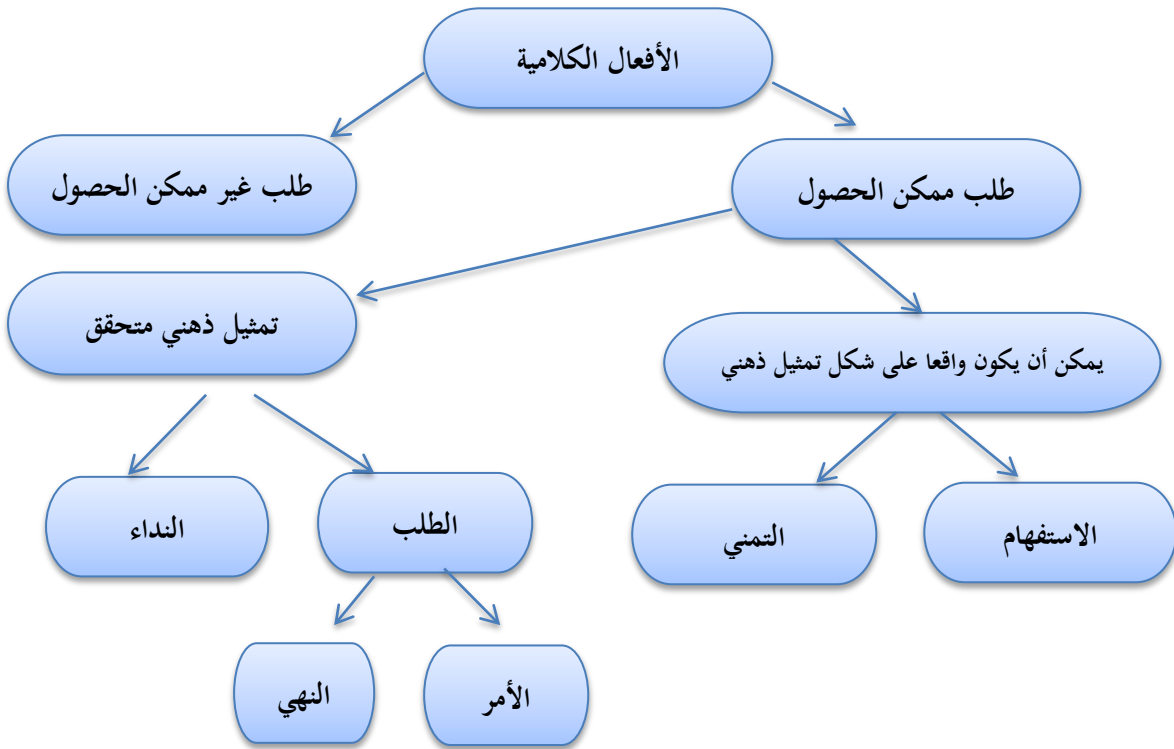 الأفعال الكلامية
طلب ممكن الحصول
طلب غير ممكن الحصول
تمثيل ذهني متحقق
يمكن أن يكون واقعا على شكل تمثيل ذهني
الاستفهام
التمني
الطلب
النداء
الأمر
النهي